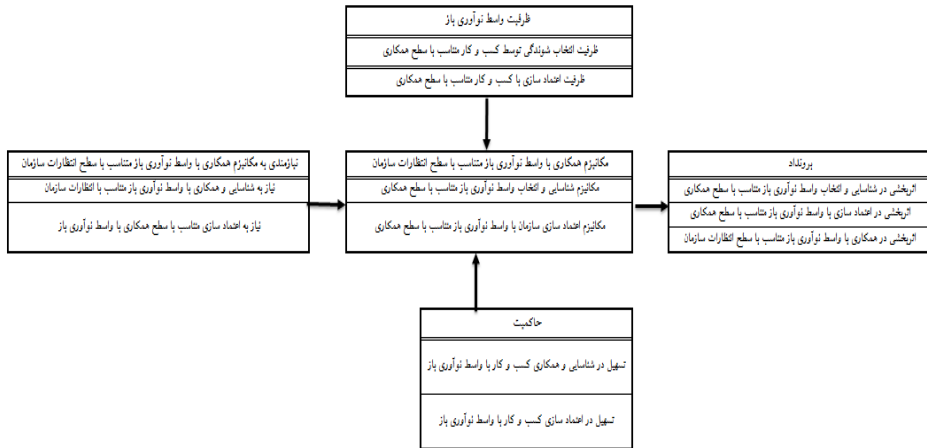 ظرفیت واسط نوآوری باز
ظرفیت انتخاب شوندگی توسط کسب و کار متناسب با سطح همکاری
ظرفیت اعتماد سازی با کسب و کار متناسب با سطح همکاری
نیازمندی به مکانیزم همکاری با واسط نوآوری باز متناسب با سطح انتظارات سازمان
نیاز به شناسایی و همکاری با واسط نوآوری باز متناسب با انتظارات سازمان
نیاز به اعتماد سازی متناسب با سطح همکاری با واسط نوآوری باز
مکانیزم همکاری با واسط نوآوری باز متناسب با سطح انتظارات سازمان
مکانیزم شناسایی و انتخاب واسط نوآوری باز متناسب با سطح همکاری
مکانیزم اعتماد سازی سازمان با واسط نوآوری باز متناسب با سطح همکاری
برونداد
اثربخشی در شناسایی و انتخاب واسط نوآوری باز متناسب با سطح همکاری
اثربخشی در اعتماد سازی با واسط نوآوری باز متناسب با سطح همکاری
اثربخشی در همکاری با واسط نوآوری باز متناسب با سطح انتظارات سازمان
حاکمیت
تسهیل در شناسایی و همکاری کسب و کار با واسط نوآوری باز
تسهیل در اعتماد سازی کسب و کار با واسط نوآوری باز